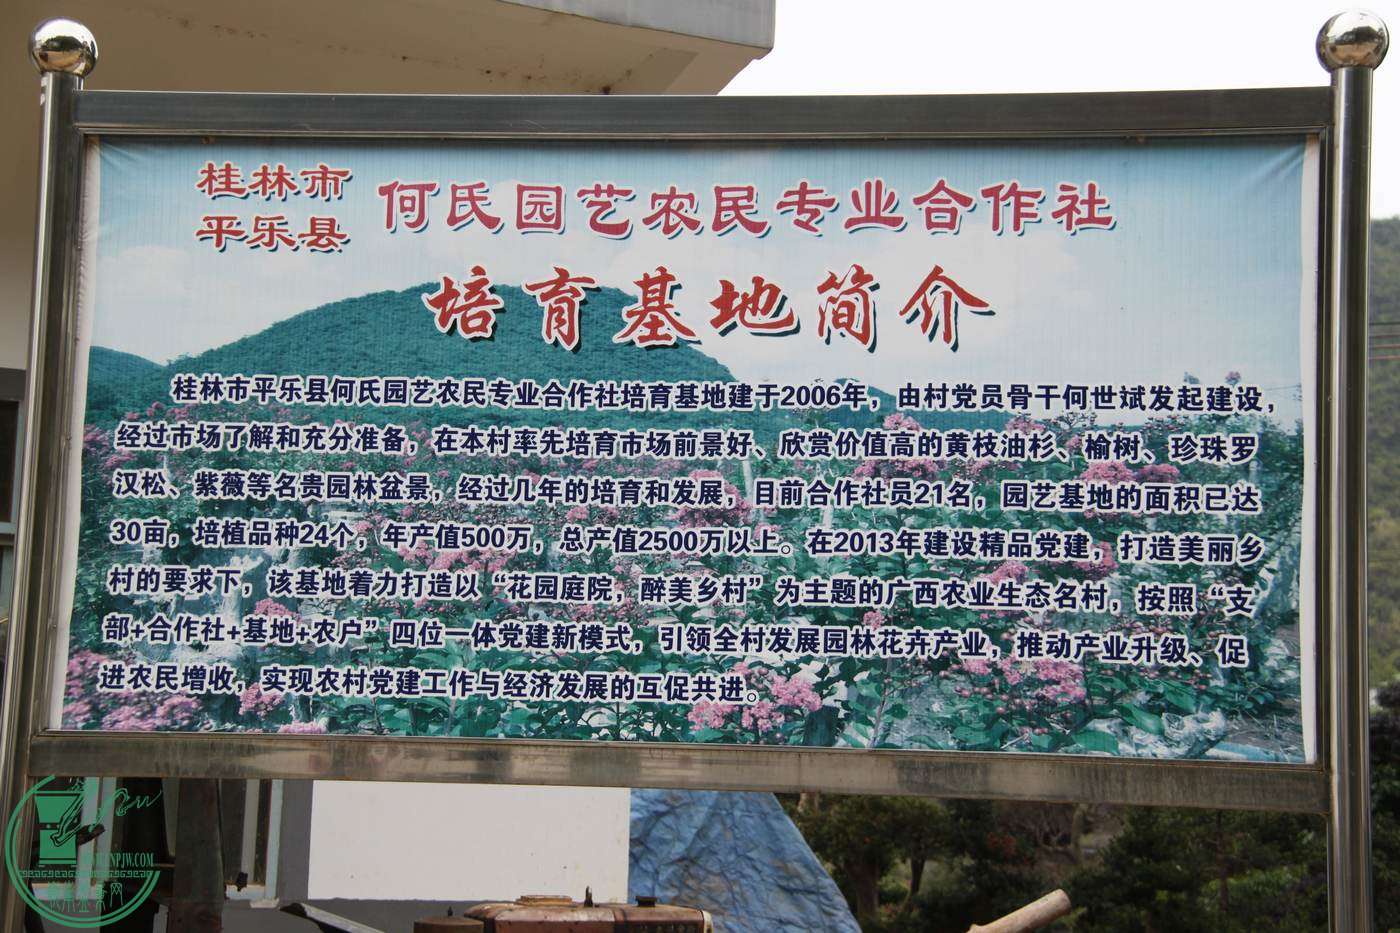 桂林市
平乐县
何氏园艺农民专业合作社
培育基地简介
桂林市平乐县何氏园艺农民专业合作社培育基地建于2006年，由村党员骨干何世斌发起建设，
经过市场了解和充分准备，在本村率先培育市场前景好、欣赏价值高的黄枝油杉、榆树、珍珠罗
汉松、紫薇等名贵园林盆景，经过几年的培育和发展，目前合作社员21名，园艺基地的面积已达
30亩，培植品种24个，年产值500万，总产值2500万以上。在2013年建设精品党建，打造美丽乡
村的要求下，该基地着力打造以“花园庭院，醉美乡村”为主题的广西农业生态名村，按照“支
部+合作社+基地+农户”四位一体党建新模式，引领全村发展园林花卉产业，推动产业升级、促
进农民增收，实现农村党建工作与经济发展的互促共进。